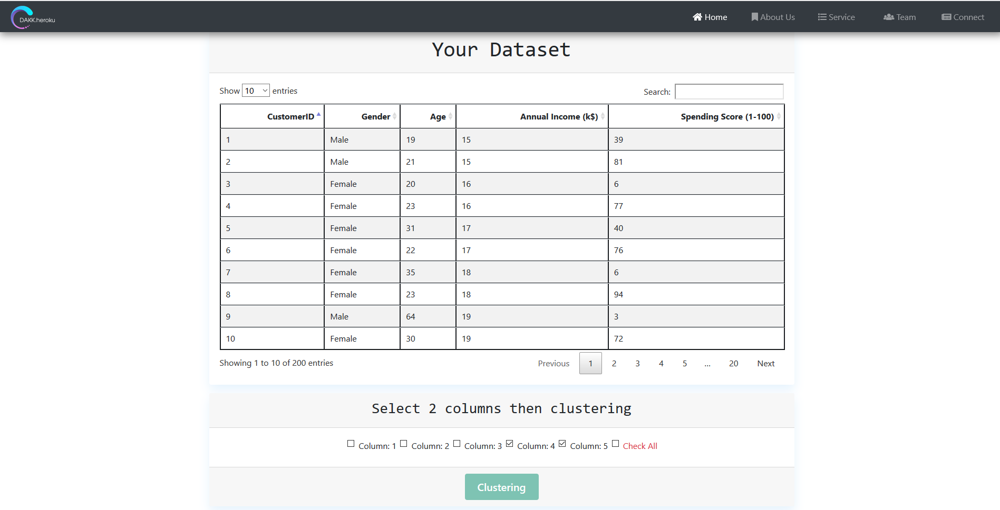 DAKK.heroku Home About Us Service Team Connect
Your Dataset
Show 10 entries Search:
CustomerID Gender Age Annual Income (k$) Spending Score (1-100)
1 Male 19 15 39
2 Male 21 15 81
3 Female 20 16 6
4 Female 23 16 77
5 Female 31 17 40
6 Female 22 17 76
7 Female 35 18 6
8 Female 23 18 94
9 Male 64 19 3
10 Female 30 19 72
Showing 1 to 10 of 200 entries Previous 1 2 3 4 5 ... 20 Next
Select 2 columns then clustering
Column: 1 Column: 2 Column: 3 Column: 4 Column: 5 Check All
Clustering